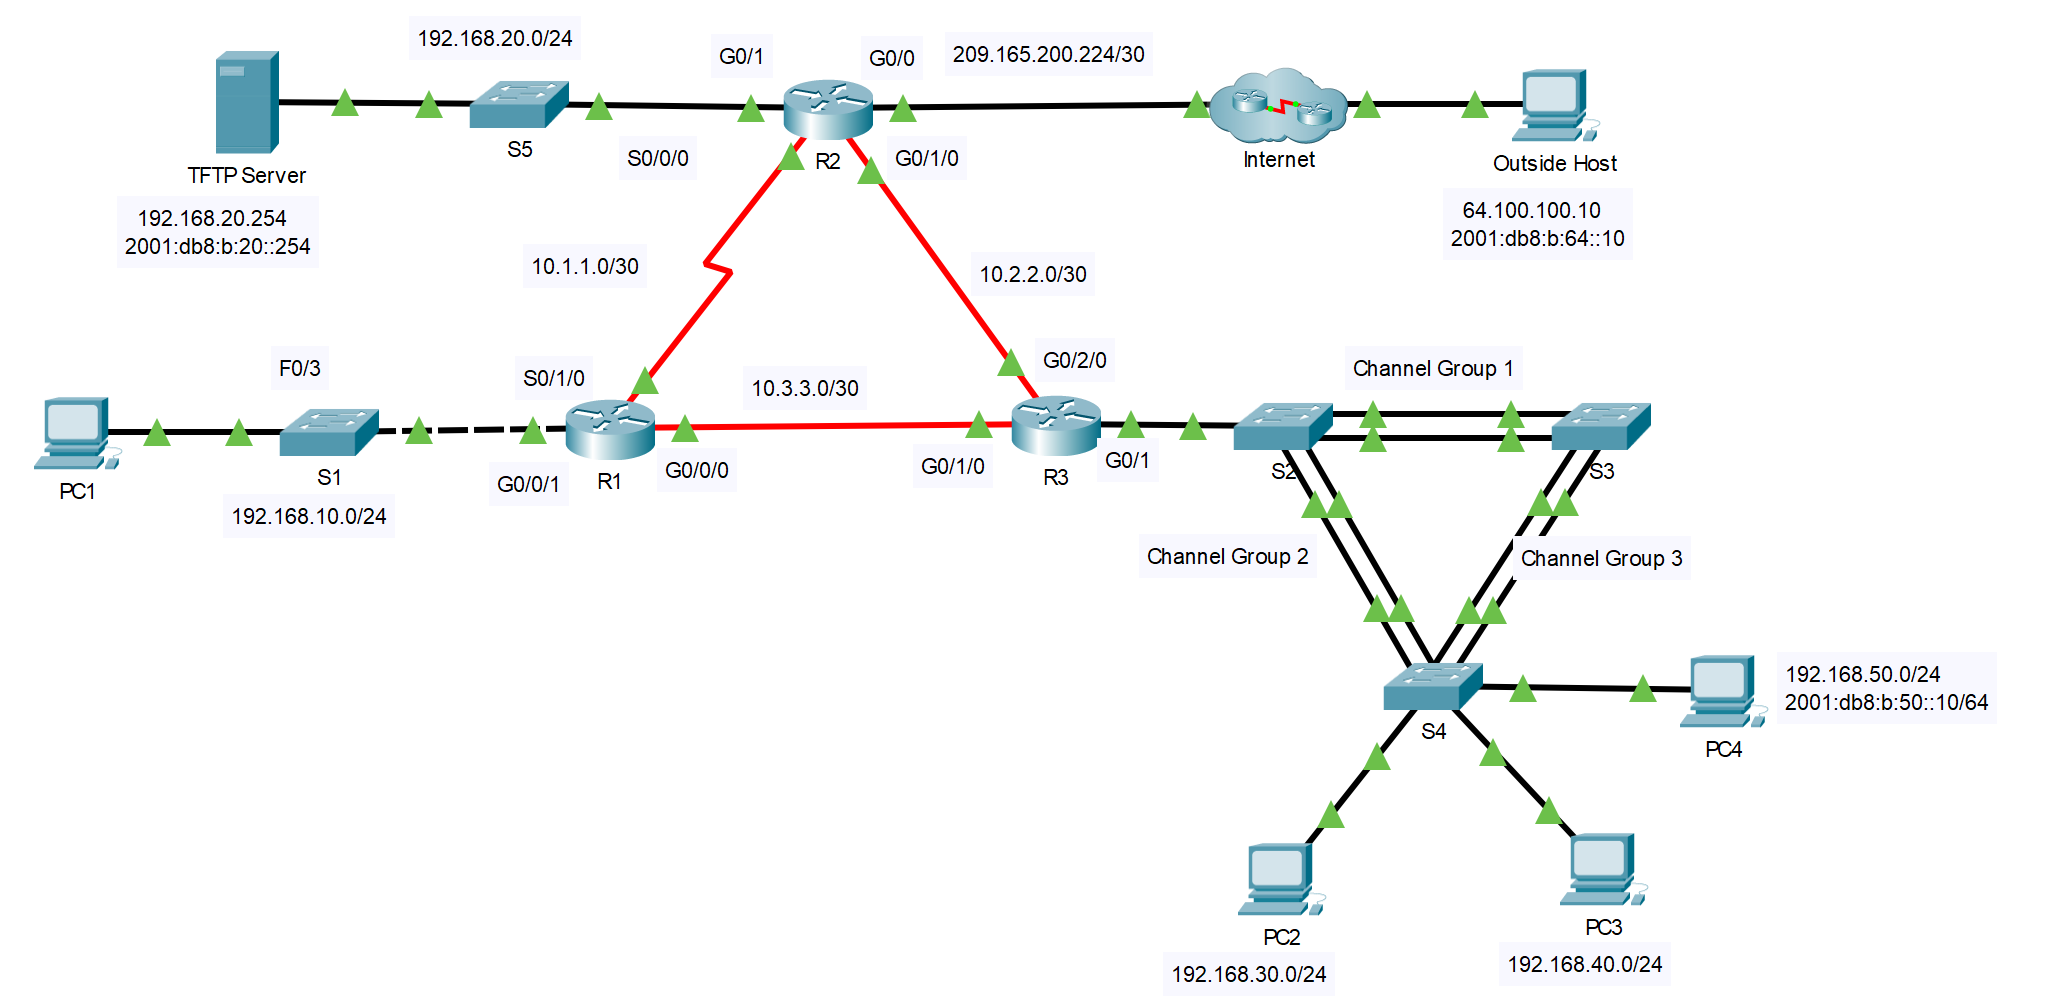 192.168.20.0/24
G0/1
G0/0
209.165.200.224/30
S5
S0/0/0
R2
G0/1/0
Internet
Outside Host
TFTP Server
192.168.20.254
2001:db8:b:20::254
64.100.100.10
2001:db8:b:64::10
10.1.1.0/30
10.2.2.0/30
F0/3
S0/1/0
10.3.3.0/30
G0/2/0
Channel Group 1
PC1
S1
192.168.10.0/24
G0/0/1
R1
G0/0/0
G0/1/0
R3
G0/1
S2
S3
Channel Group 2
Channel Group 3
S4
192.168.50.0/24
2001:db8:b:50::10/64
PC4
PC2
192.168.30.0/24
PC3
192.168.40.0/24